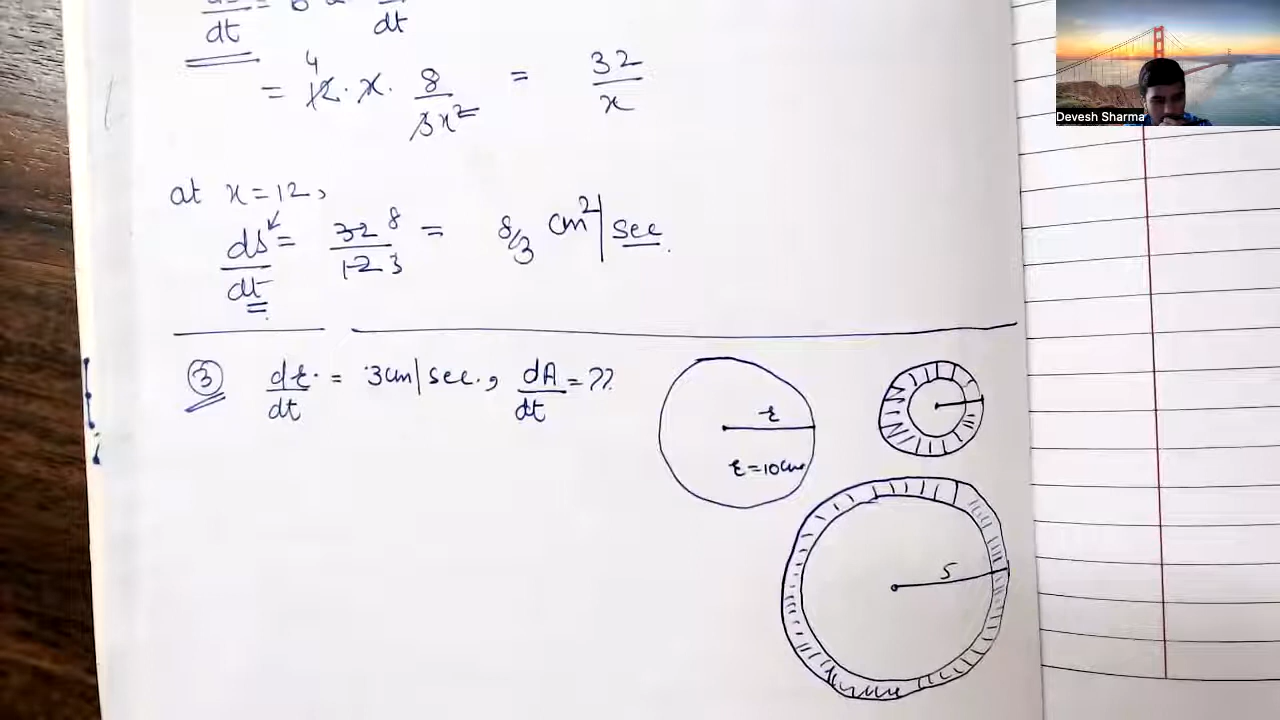 dt = dt
= 12 · x · 8/3x² = 32/x
4
Devesh Sharma
at x = 12,
ds/dt = 32/12 = 8/3 cm²/sec.
8
3
③ dr/dt = 3cm/sec., dA/dt = ??
r
r = 10cm
5